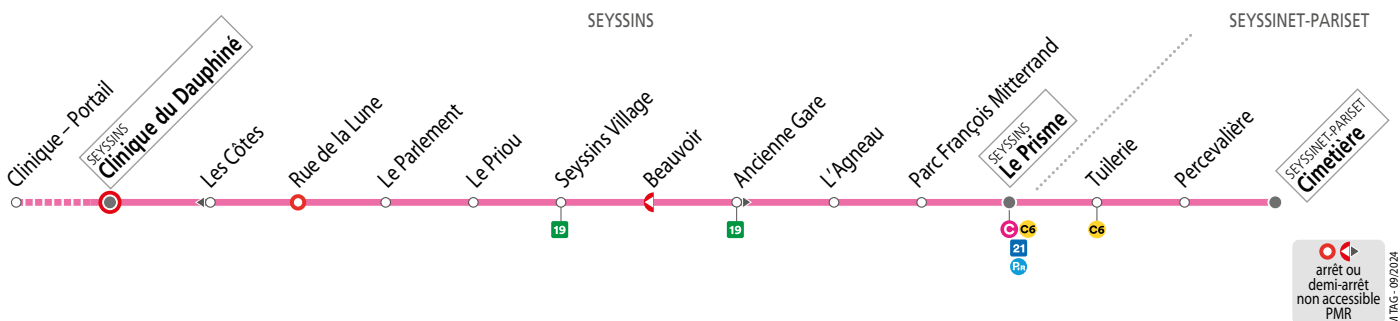 SEYSSINS
SEYSSINET-PARISET
Clinique – Portail
SEYSSINS
Clinique du Dauphiné
Les Côtes
Rue de la Lune
Le Parlement
Le Priou
Seyssins Village
Beauvoir
Ancienne Gare
L'Agneau
Parc François Mitterrand
SEYSSINS
Le Prisme
Tuilerie
Percevalière
SEYSSINET-PARISET
Cimetière
19
19
C C6
21
P+R
C6
arrêt ou
demi-arrêt
non accessible
PMR
TAG - 09/2024